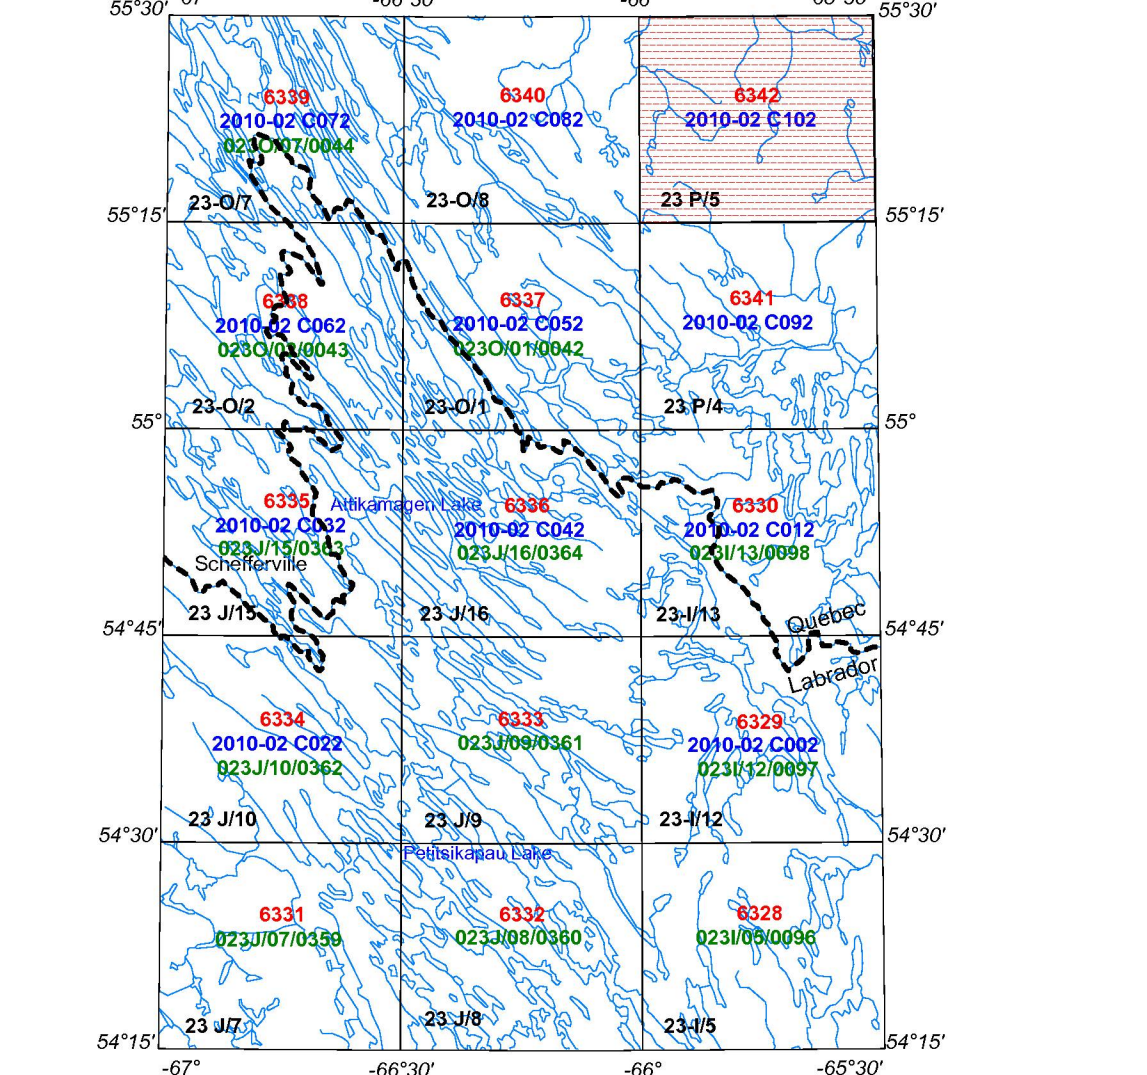 55°30'
-66°30'
55°30'
6339
2010-02 C072
023O/07/0044
23-O/7
6340
2010-02 C082
23-O/8
6342
2010-02 C102
23 P/5
55°15'
55°15'
6338
2010-02 C062
023O/02/0043
23-O/2
6337
2010-02 C052
023O/01/0042
23-O/1
6341
2010-02 C092
23 P/4
55°
55°
6335
2010-02 C032
023J/15/0363
Schefferville
23 J/15
Attikamagen Lake
6336
2010-02 C042
023J/16/0364
23 J/16
6330
2010-02 C012
023I/13/0098
23-I/13
Quebec
Labrador
54°45'
54°45'
6334
2010-02 C022
023J/10/0362
23 J/10
6333
023J/09/0361
23 J/9
6329
2010-02 C002
023I/12/0097
23-I/12
54°30'
54°30'
Petitsikapau Lake
6331
023J/07/0359
23 J/7
6332
023J/08/0360
23 J/8
6328
023I/05/0096
23-I/5
54°15'
54°15'
-67°
-66°30'
-66°
-65°30'